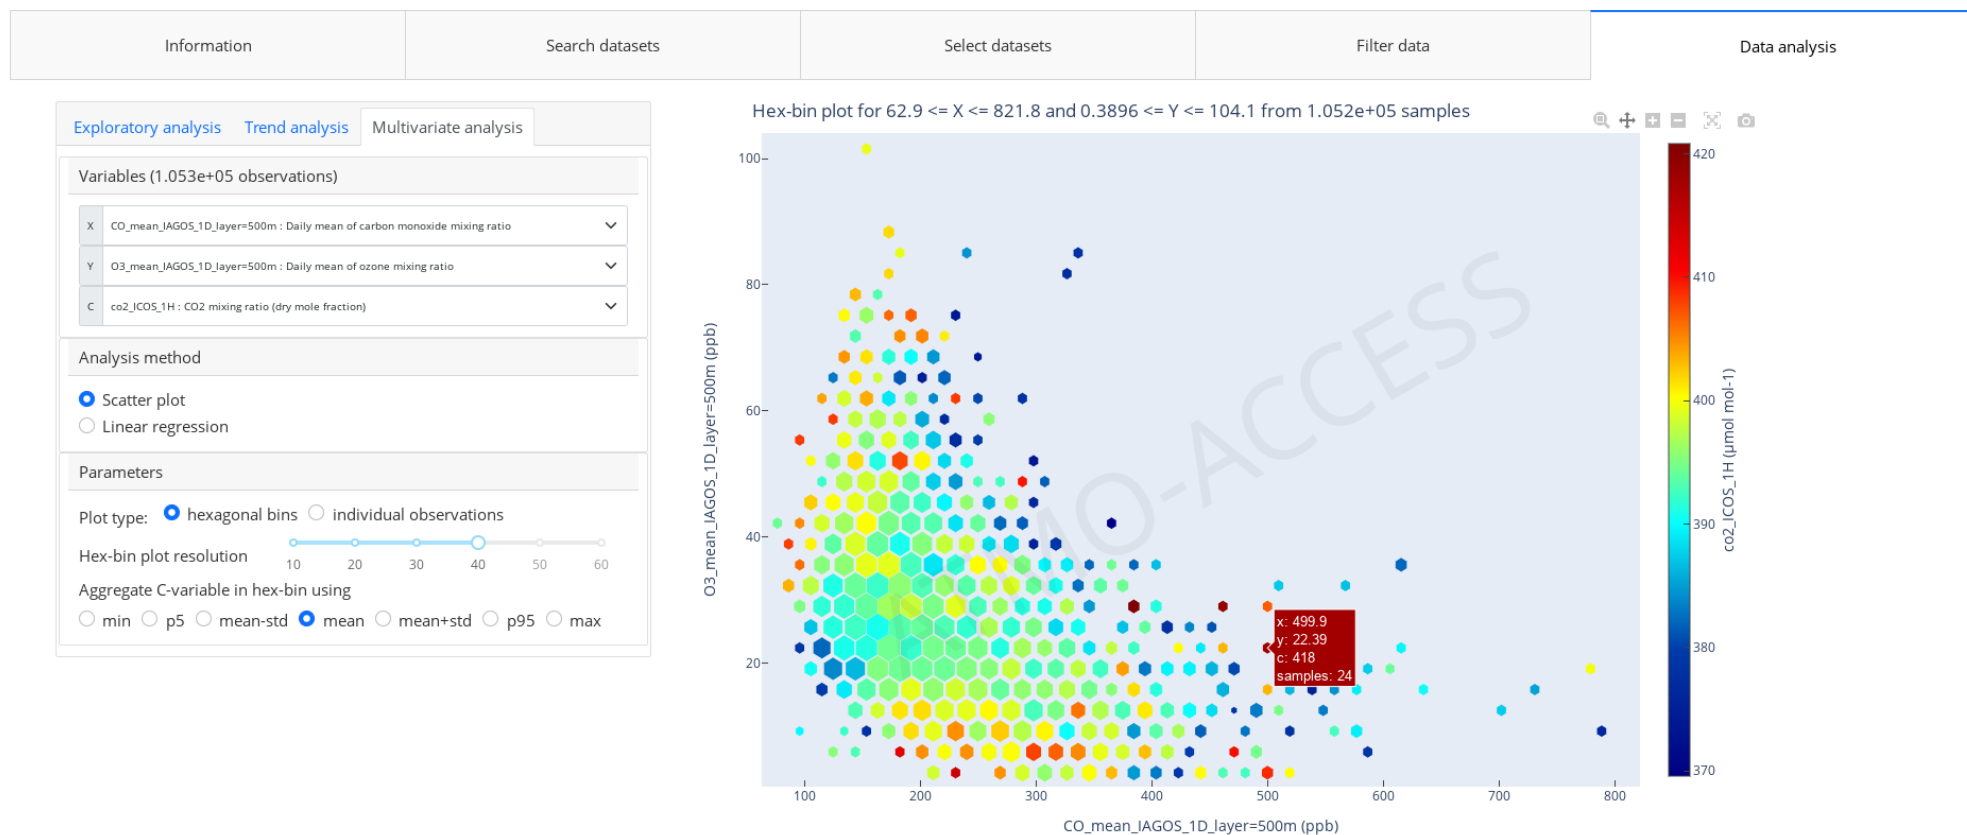 Information
Search datasets
Select datasets
Filter data
Data analysis
Exploratory analysis
Trend analysis
Multivariate analysis
Variables (1.053e+05 observations)
X
CO_mean_IAGOS_1D_layer=500m : Daily mean of carbon monoxide mixing ratio
Y
O3_mean_IAGOS_1D_layer=500m : Daily mean of ozone mixing ratio
C
co2_ICOS_1H : CO2 mixing ratio (dry mole fraction)
Analysis method
Scatter plot
Linear regression
Parameters
Plot type: hexagonal bins individual observations
Hex-bin plot resolution
10 20 30 40 50 60
Aggregate C-variable in hex-bin using
min p5 mean-std mean mean+std p95 max
Hex-bin plot for 62.9 <= X <= 821.8 and 0.3896 <= Y <= 104.1 from 1.052e+05 samples
O3_mean_IAGOS_1D_layer=500m (ppb)
100
80
60
40
20
MO-ACCESS
x: 499.9
y: 22.39
c: 418
samples: 24
100 200 300 400 500 600 700 800
CO_mean_IAGOS_1D_layer=500m (ppb)
420
410
400
390
380
370
co2_ICOS_1H (μmol mol-1)